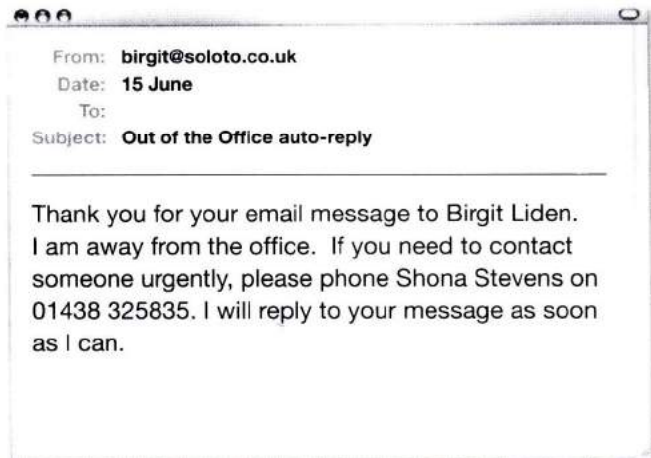 From: birgit@soloto.co.uk
Date: 15 June
To:
Subject: Out of the Office auto-reply
Thank you for your email message to Birgit Liden.
I am away from the office. If you need to contact
someone urgently, please phone Shona Stevens on
01438 325835. I will reply to your message as soon
as I can.